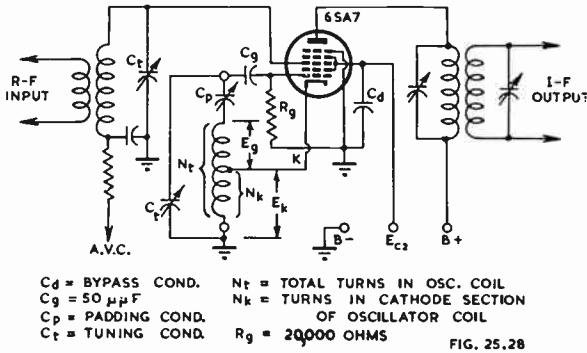 6SA7
R-F
INPUT
Ct
Cg
Cp
Rg
Cd
I-F
OUTPUT
Eg
K
Nt
Nk
Ek
Ct
A.V.C.
B-
EC2
B+
Cd = BYPASS COND. Nt = TOTAL TURNS IN OSC. COIL
Cg = 50 μμF Nk = TURNS IN CATHODE SECTION
Cp = PADDING COND. OF OSCILLATOR COIL
Ct = TUNING COND. Rg = 20,000 OHMS
FIG. 25.28